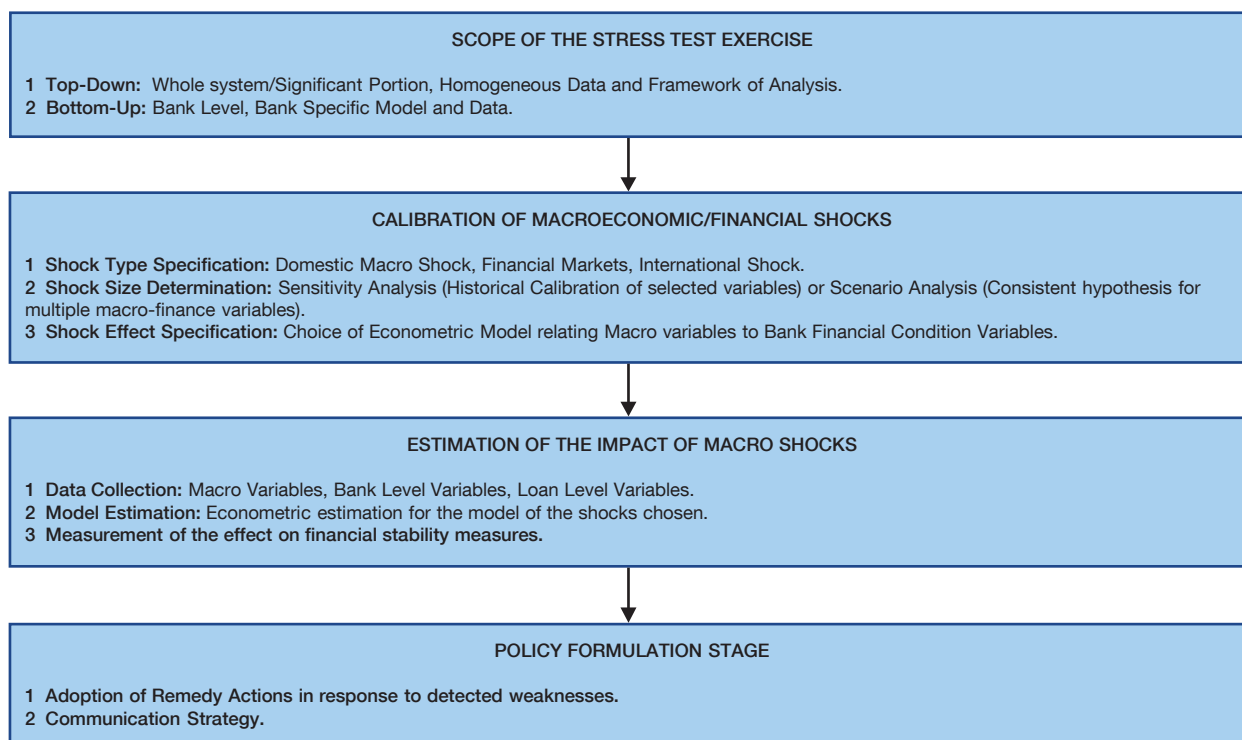 SCOPE OF THE STRESS TEST EXERCISE
1 Top-Down: Whole system/Significant Portion, Homogeneous Data and Framework of Analysis.
2 Bottom-Up: Bank Level, Bank Specific Model and Data.
CALIBRATION OF MACROECONOMIC/FINANCIAL SHOCKS
1 Shock Type Specification: Domestic Macro Shock, Financial Markets, International Shock.
2 Shock Size Determination: Sensitivity Analysis (Historical Calibration of selected variables) or Scenario Analysis (Consistent hypothesis for
multiple macro-finance variables).
3 Shock Effect Specification: Choice of Econometric Model relating Macro variables to Bank Financial Condition Variables.
ESTIMATION OF THE IMPACT OF MACRO SHOCKS
1 Data Collection: Macro Variables, Bank Level Variables, Loan Level Variables.
2 Model Estimation: Econometric estimation for the model of the shocks chosen.
3 Measurement of the effect on financial stability measures.
POLICY FORMULATION STAGE
1 Adoption of Remedy Actions in response to detected weaknesses.
2 Communication Strategy.